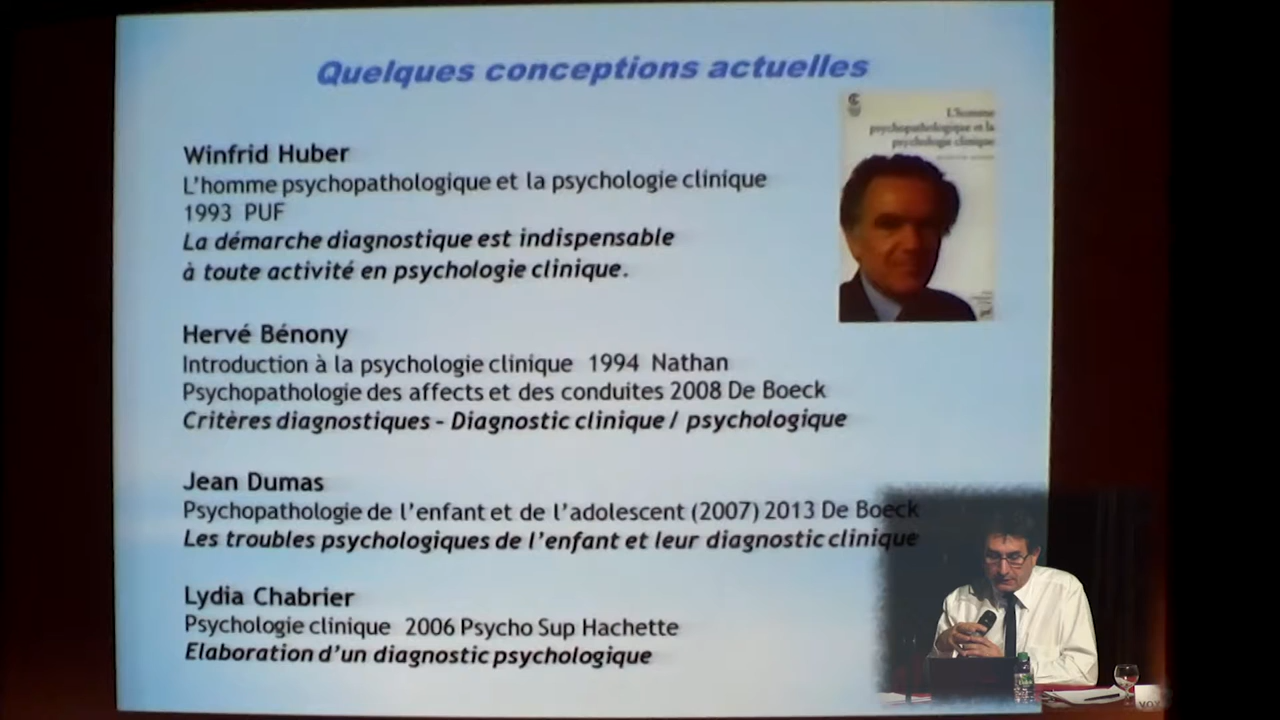 Quelques conceptions actuelles
L'homme
psychopathologique et la
psychologie clinique
Winfrid Huber
L'homme psychopathologique et la psychologie clinique
1993 PUF
La démarche diagnostique est indispensable
à toute activité en psychologie clinique.
Hervé Bénony
Introduction à la psychologie clinique 1994 Nathan
Psychopathologie des affects et des conduites 2008 De Boeck
Critères diagnostiques - Diagnostic clinique / psychologique
Jean Dumas
Psychopathologie de l'enfant et de l'adolescent (2007) 2013 De Boeck
Les troubles psychologiques de l'enfant et leur diagnostic clinique
Lydia Chabrier
Psychologie clinique 2006 Psycho Sup Hachette
Elaboration d'un diagnostic psychologique